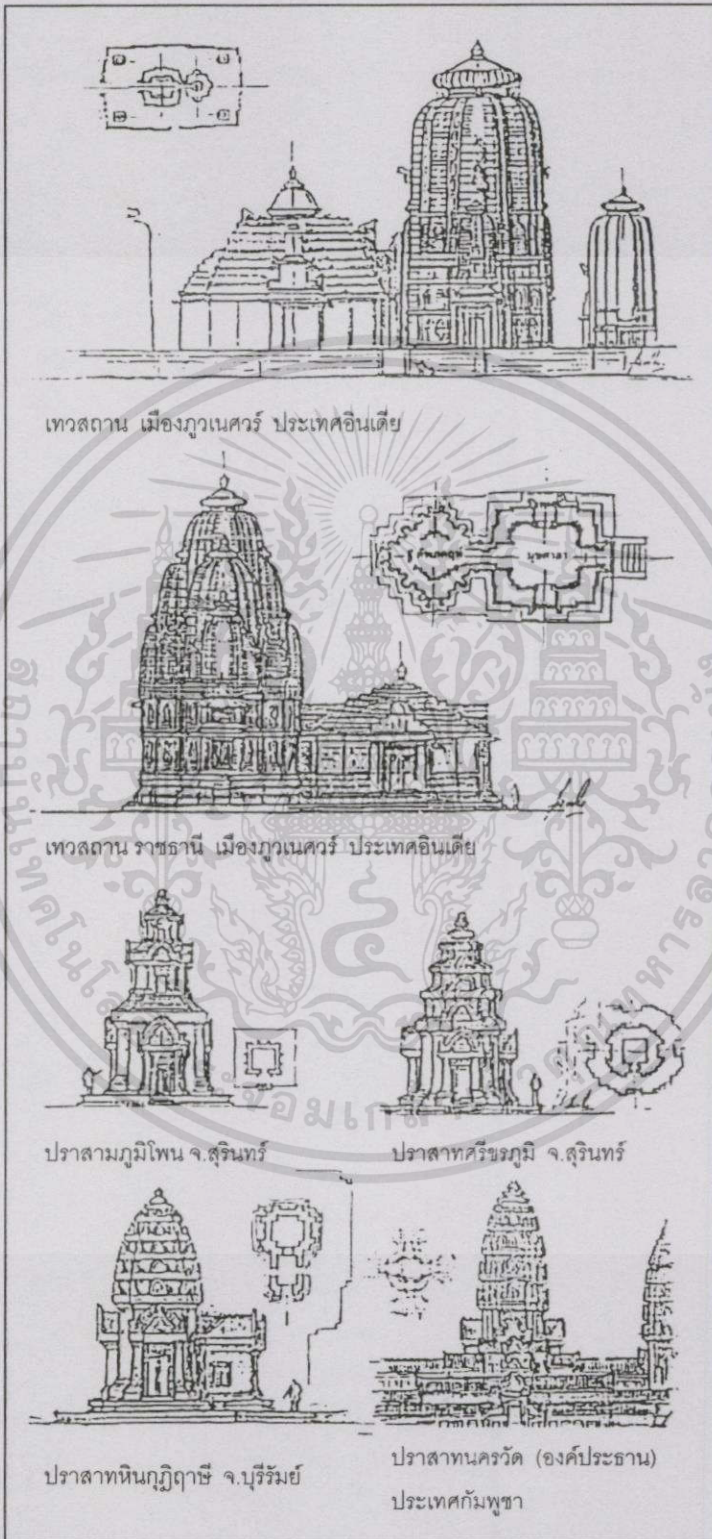 เทวสถาน เมืองภูวเนศวร์ ประเทศอินเดีย
มุขศาลา
เทวสถาน ราชธานี เมืองภูวเนศวร์ ประเทศอินเดีย
ปราสามภูมิโพน จ.สุรินทร์
ปราสาทศรีขรภูมิ จ.สุรินทร์
ปราสาทหินกุฏิฤาษี จ.บุรีรัมย์
ปราสาทนครวัด (องค์ประธาน)
ประเทศกัมพูชา